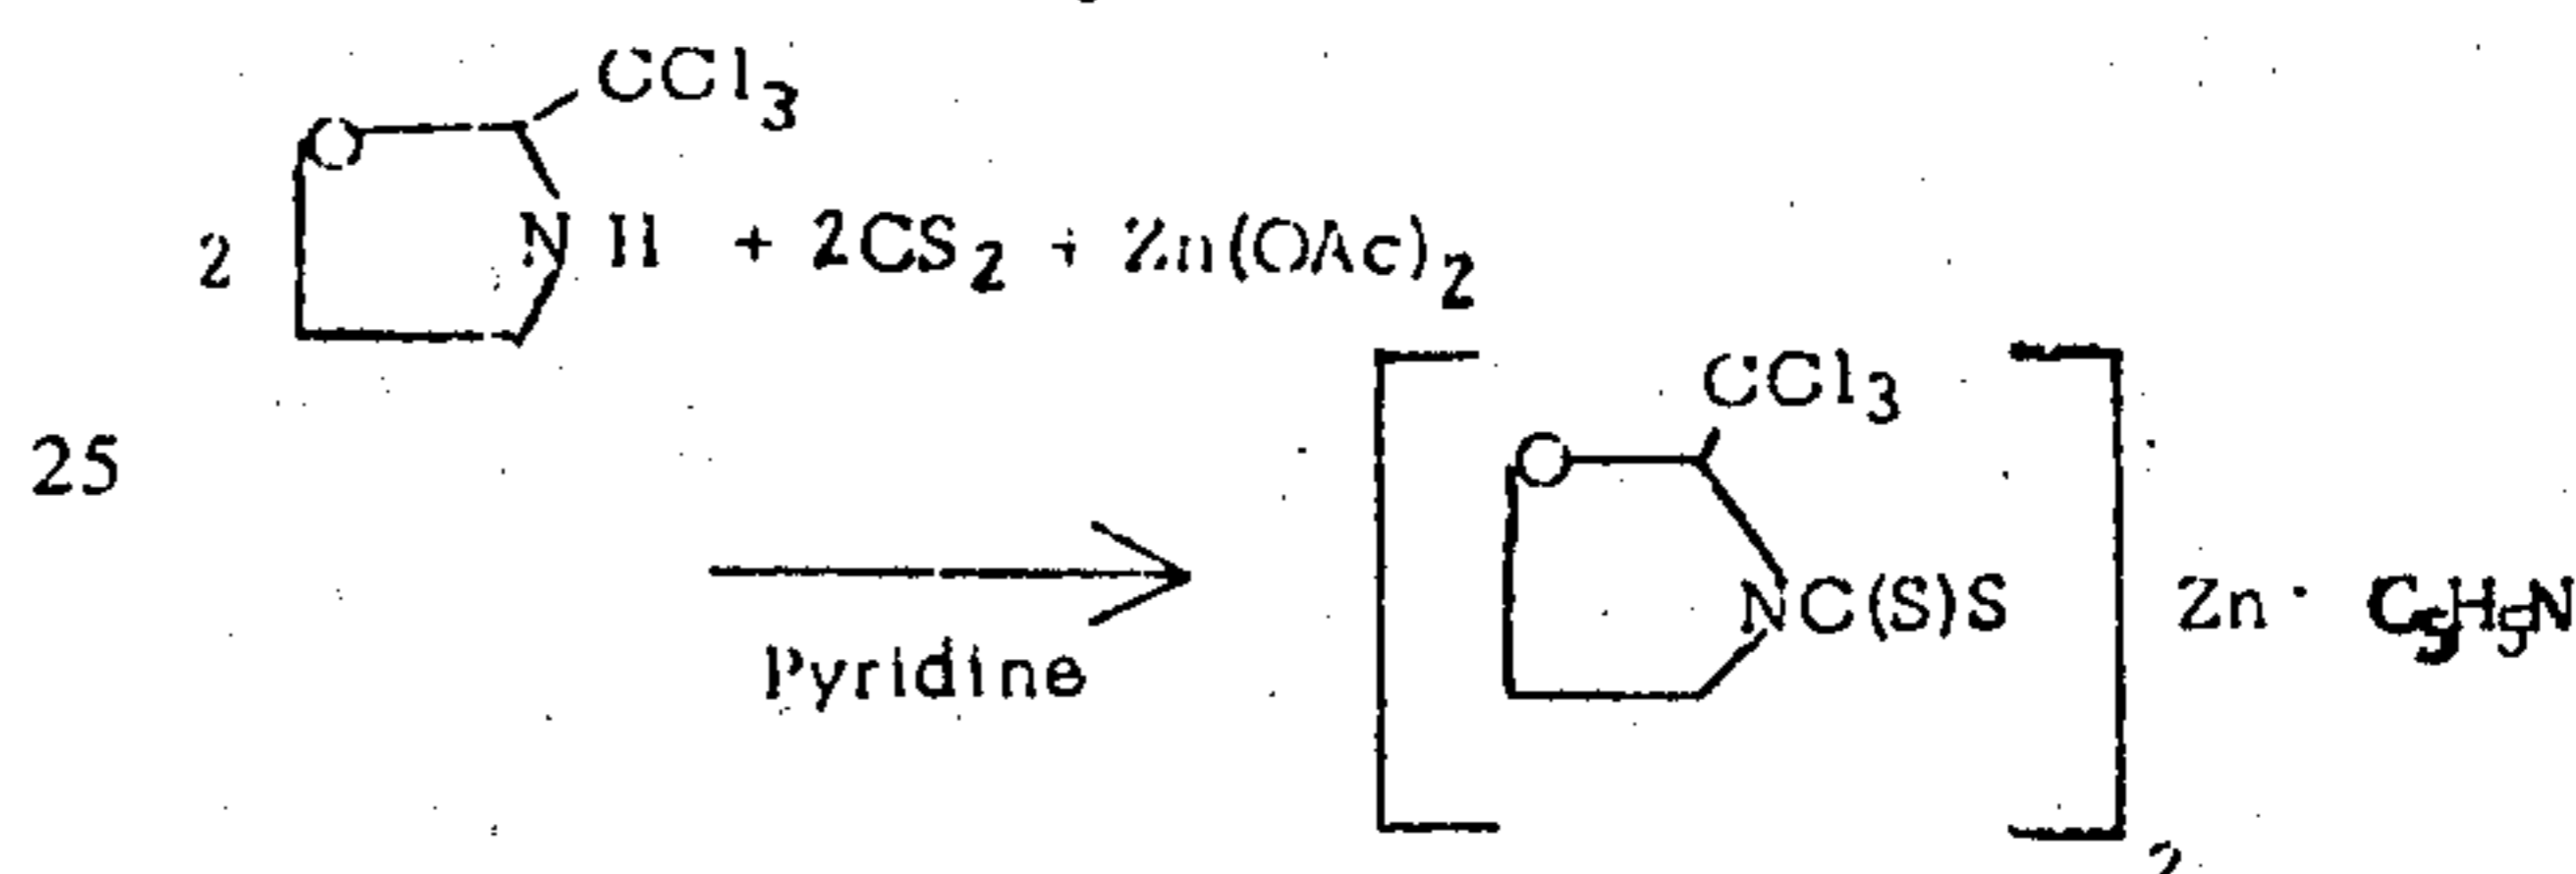 CCl3
O
2 N H + 2CS2 + Zn(OAc)2
CCl3
25 O
NC(S)S Zn · C5H5N
Pyridine
2